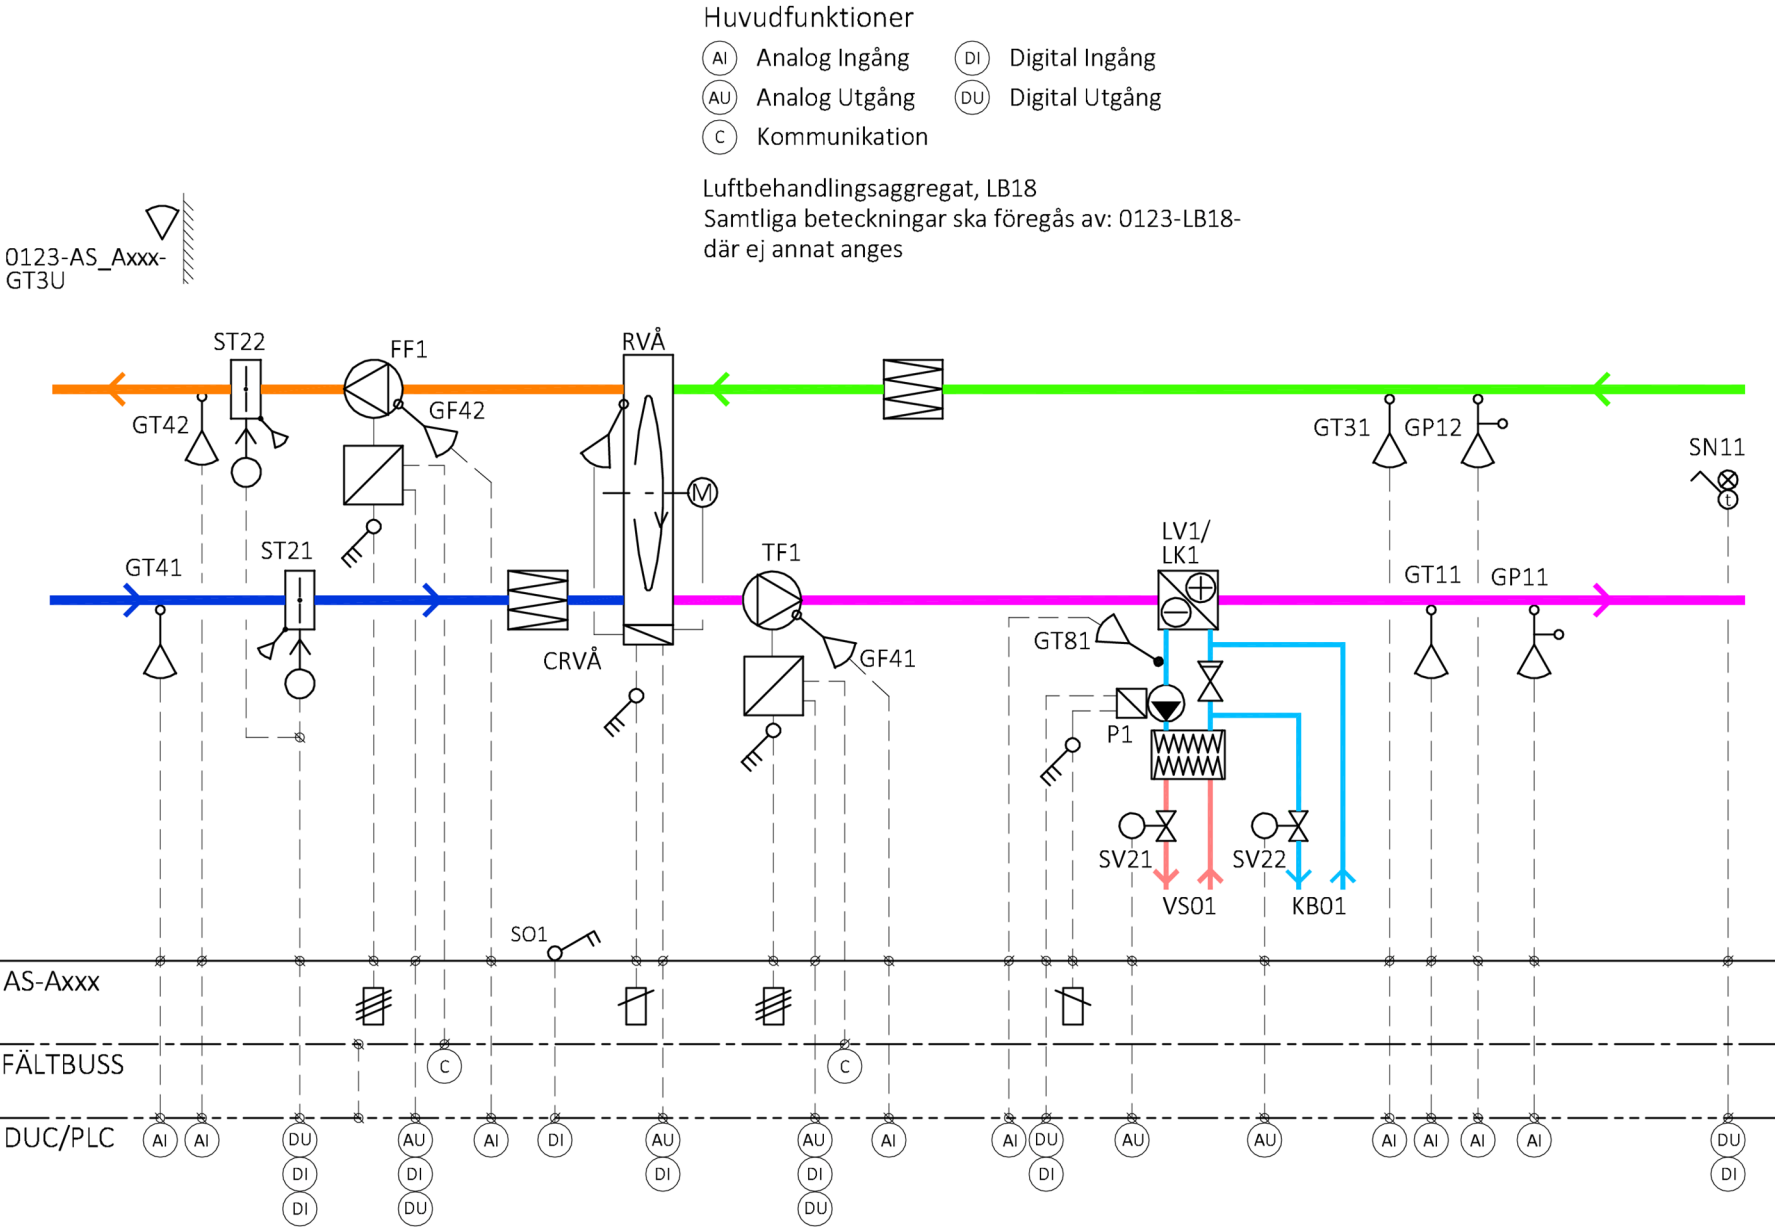 Huvudfunktioner
AI Analog Ingång DI Digital Ingång
AU Analog Utgång DU Digital Utgång
C Kommunikation
Luftbehandlingsaggregat, LB18
Samtliga beteckningar ska föregås av: 0123-LB18-
där ej annat anges
0123-AS_Axxx-
GT3U
ST22
FF1
RVÅ
GT42
GF42
GT31
GP12
SN11
M
t
GT41
ST21
TF1
LV1/
LK1
GT11
GP11
CRVÅ
GF41
GT81
P1
SV21
SV22
VS01
KB01
SO1
AS-Axxx
FÄLTBUSS
C
C
DUC/PLC
AI AI DU AU AI DI AU AU AI AI DU AU AU AI AI AI AI DU
DI DI DI DI DI DI
DI DU DU